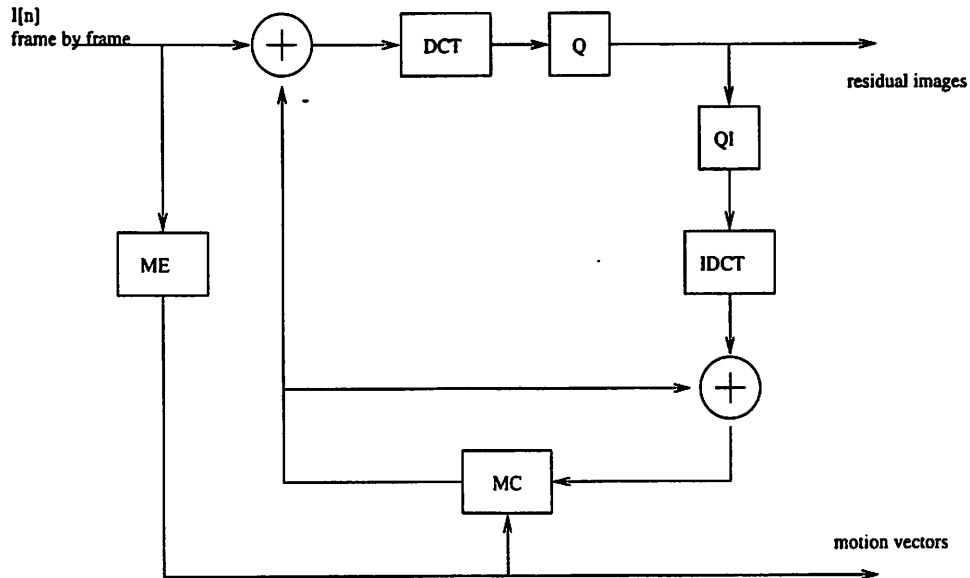 I[n]
frame by frame
DCT
Q
residual images
QI
ME
IDCT
MC
motion vectors